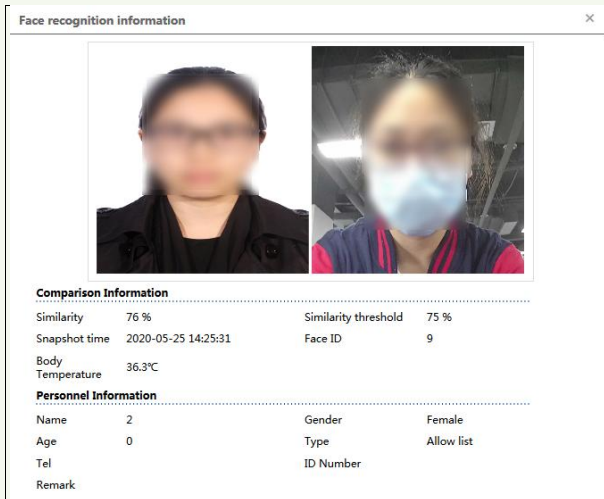 Face recognition information
Comparison Information
Similarity 76 % Similarity threshold 75 %
Snapshot time 2020-05-25 14:25:31 Face ID 9
Body
Temperature 36.3℃
Personnel Information
Name 2 Gender Female
Age 0 Type Allow list
Tel ID Number
Remark